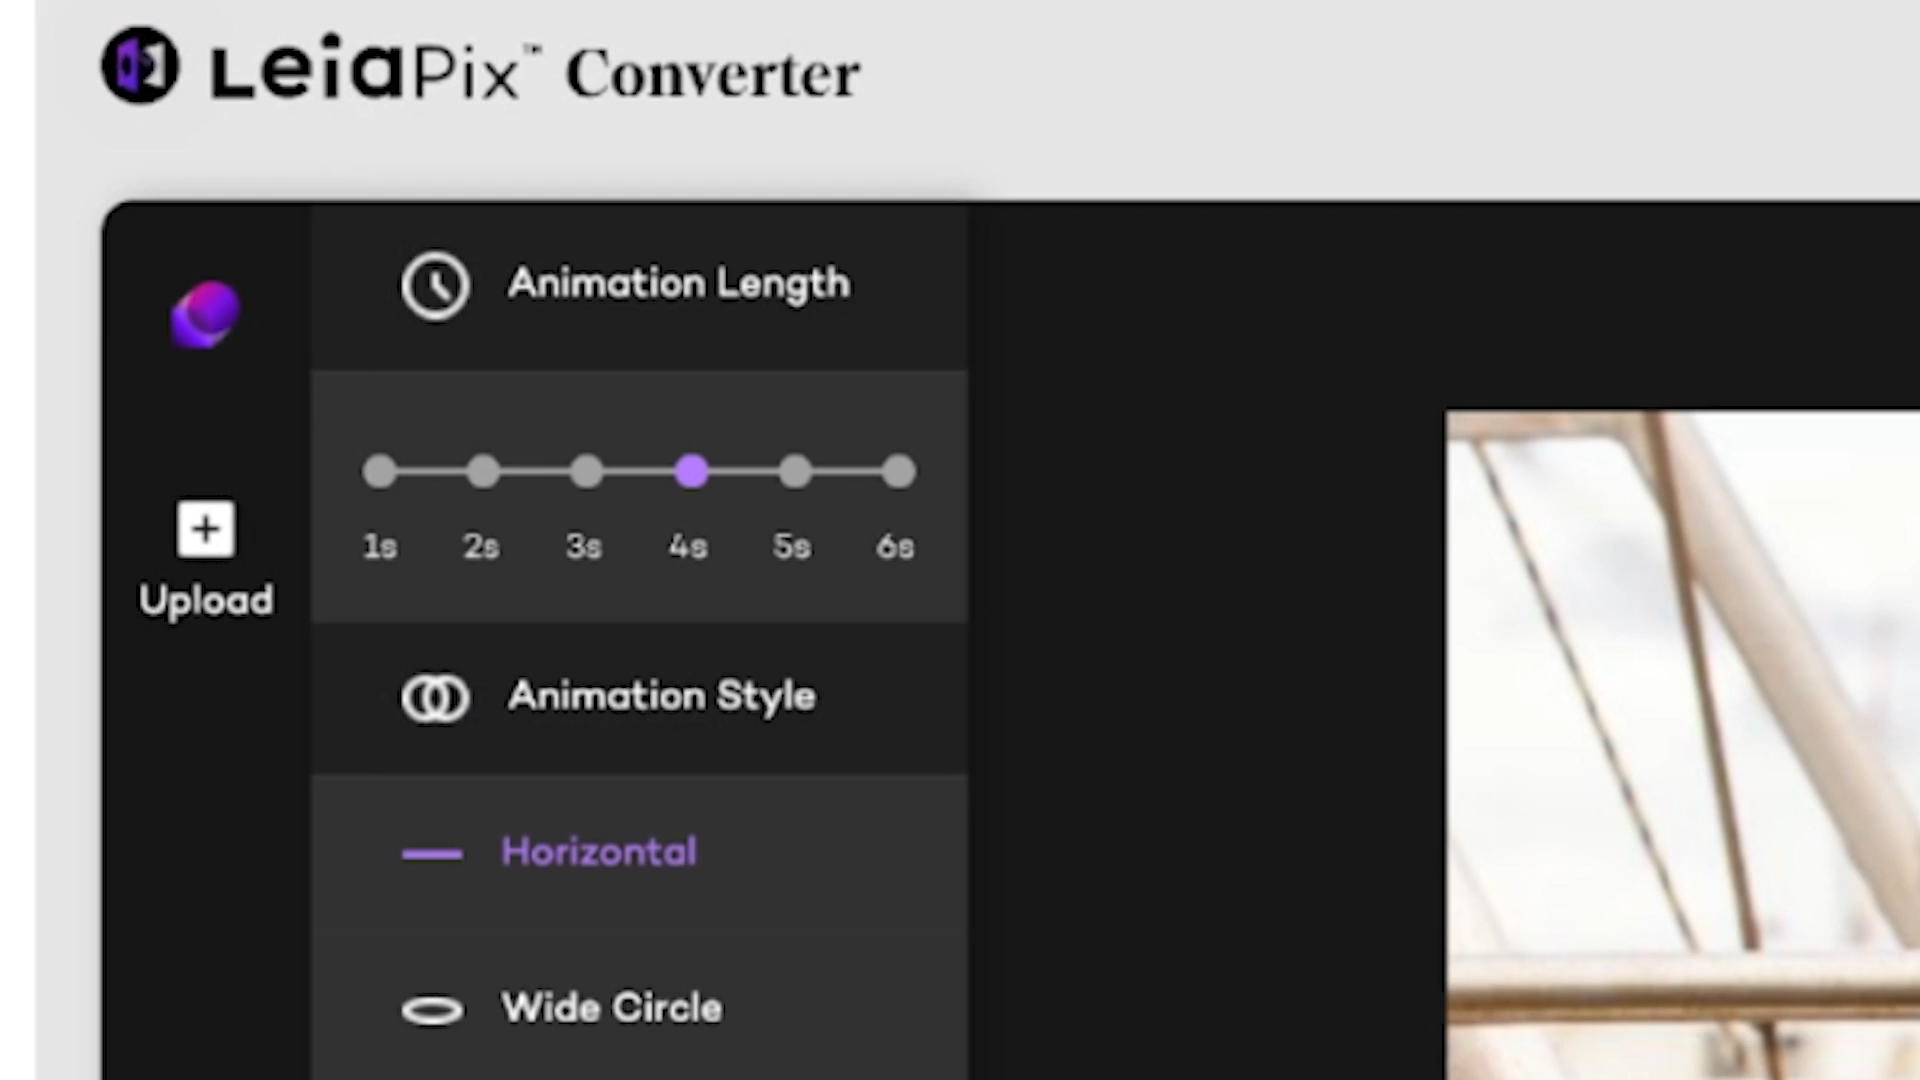 LeiaPix™ Converter
Animation Length
1s 2s 3s 4s 5s 6s
Upload
Animation Style
Horizontal
Wide Circle